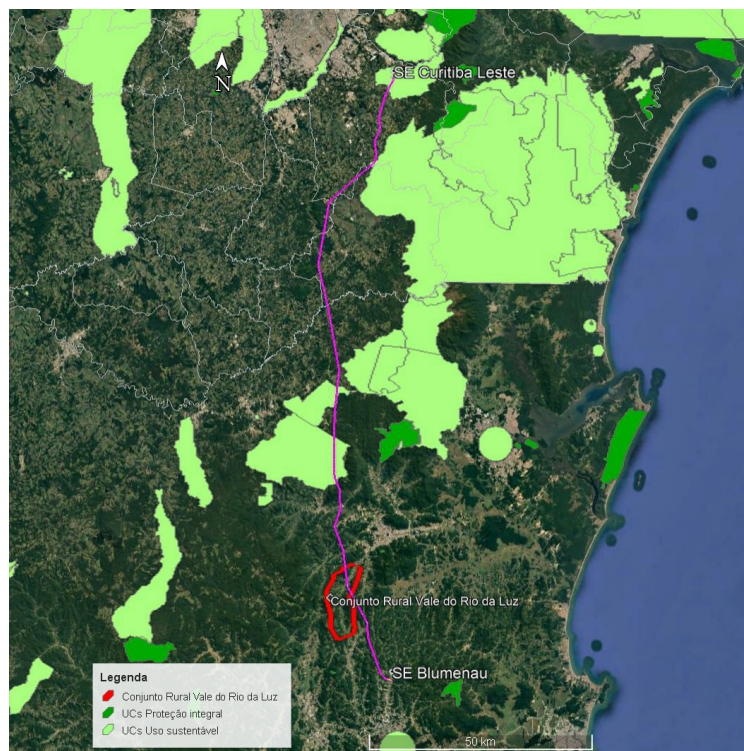 SE Curitiba Leste
N
Conjunto Rural Vale do Rio da Luz
SE Blumenau
Legenda
Conjunto Rural Vale do Rio da Luz
UCs Proteção integral
UCs Uso sustentável
50 km